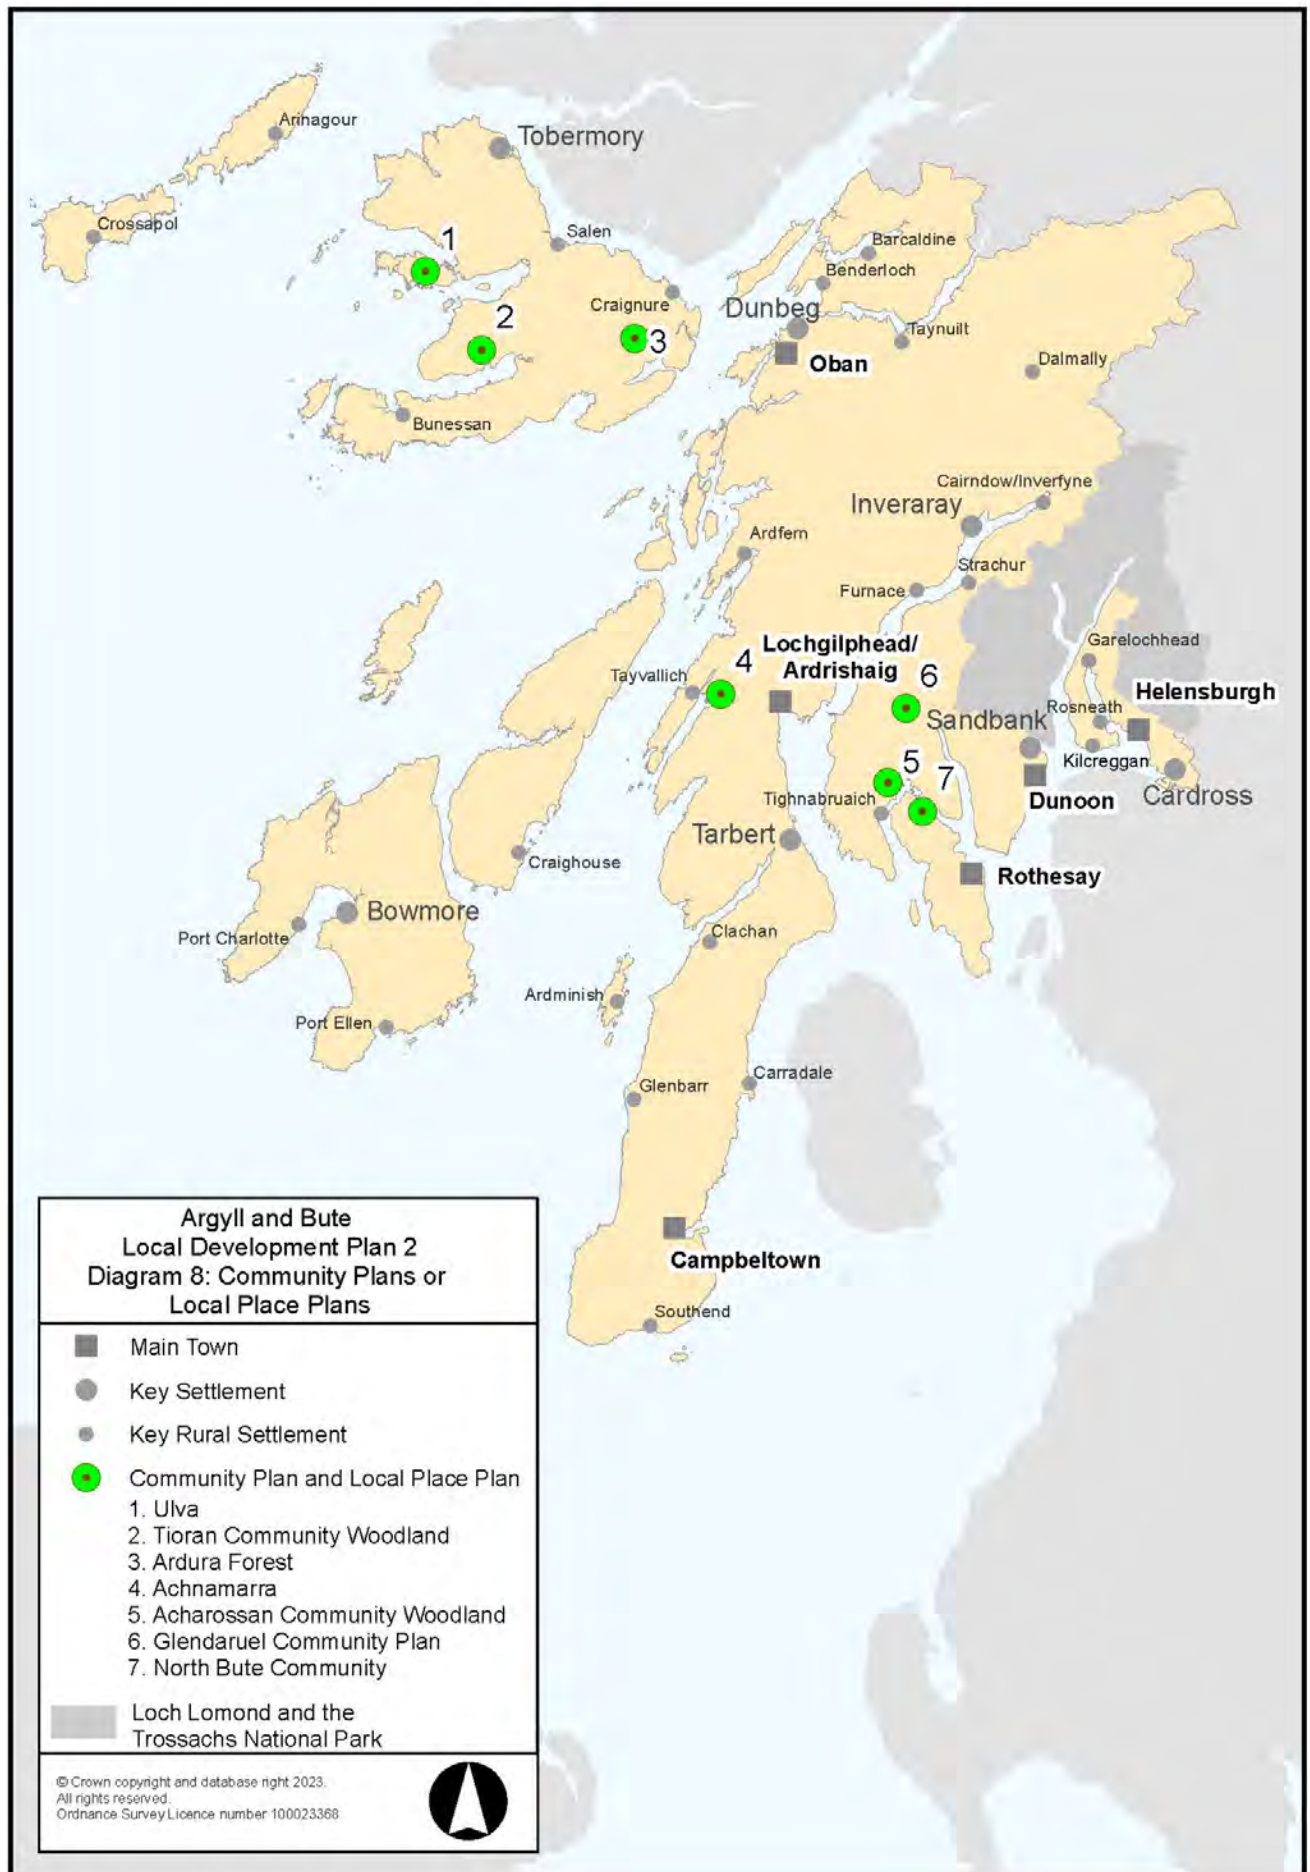 Arinagour
Tobermory
Crossapol
Salen
1
Barcaldine
Benderloch
Craignure
Dunbeg
2
3
Taynuilt
Oban
Dalmally
Bunessan
Cairndow/Inverfyne
Inveraray
Ardfern
Strachur
Furnace
Garelochhead
Lochgilphead/
Ardrishaig
4
Tayvallich
6
Helensburgh
Rosneath
Sandbank
Kilcreggan
5
7
Tighnabruaich
Dunoon
Cardross
Tarbert
Craighouse
Rothesay
Bowmore
Port Charlotte
Clachan
Ardminish
Port Ellen
Carradale
Glenbarr
Campbeltown
Southend
Argyll and Bute
Local Development Plan 2
Diagram 8: Community Plans or
Local Place Plans
Main Town
Key Settlement
Key Rural Settlement
Community Plan and Local Place Plan
1. Ulva
2. Tioran Community Woodland
3. Ardura Forest
4. Achnamarra
5. Acharossan Community Woodland
6. Glendaruel Community Plan
7. North Bute Community
Loch Lomond and the
Trossachs National Park
© Crown copyright and database right 2023.
All rights reserved.
Ordnance Survey Licence number 100023368